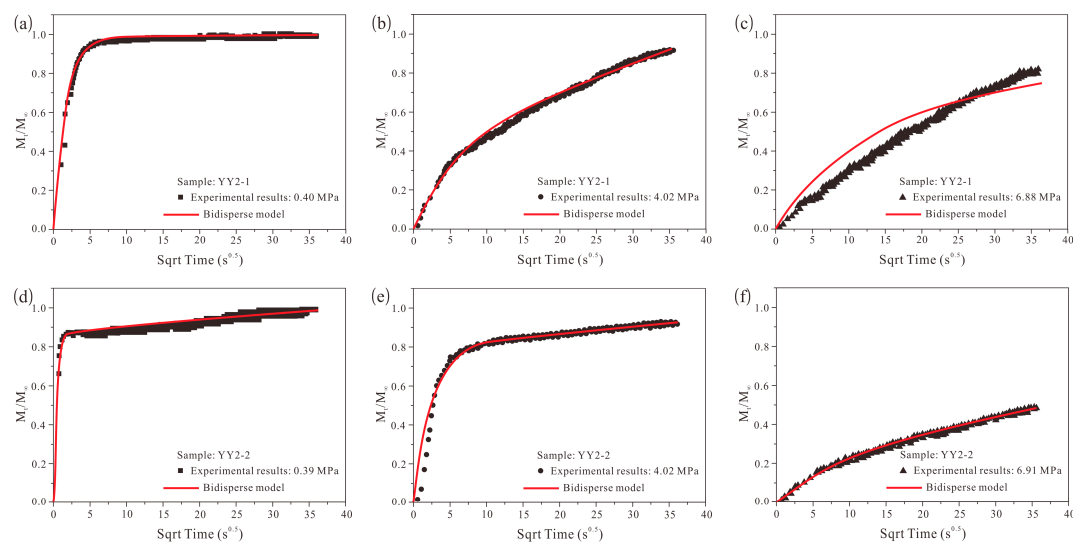 (a)
1.0
0.8
0.6
0.4
0.2
0.0
Mt/M∞
Sample: YY2-1
Experimental results: 0.40 MPa
Bidisperse model
0 5 10 15 20 25 30 35 40
Sqrt Time (s^0.5)
(b)
1.0
0.8
0.6
0.4
0.2
0.0
Mt/M∞
Sample: YY2-1
Experimental results: 4.02 MPa
Bidisperse model
0 5 10 15 20 25 30 35 40
Sqrt Time (s^0.5)
(c)
1.0
0.8
0.6
0.4
0.2
0.0
Mt/M∞
Sample: YY2-1
Experimental results: 6.88 MPa
Bidisperse model
0 5 10 15 20 25 30 35 40
Sqrt Time (s^0.5)
(d)
1.0
0.8
0.6
0.4
0.2
0.0
Mt/M∞
Sample: YY2-2
Experimental results: 0.39 MPa
Bidisperse model
0 5 10 15 20 25 30 35 40
Sqrt Time (s^0.5)
(e)
1.0
0.8
0.6
0.4
0.2
0.0
Mt/M∞
Sample: YY2-2
Experimental results: 4.02 MPa
Bidisperse model
0 5 10 15 20 25 30 35 40
Sqrt Time (s^0.5)
(f)
1.0
0.8
0.6
0.4
0.2
0.0
Mt/M∞
Sample: YY2-2
Experimental results: 6.91 MPa
Bidisperse model
0 5 10 15 20 25 30 35 40
Sqrt Time (s^0.5)